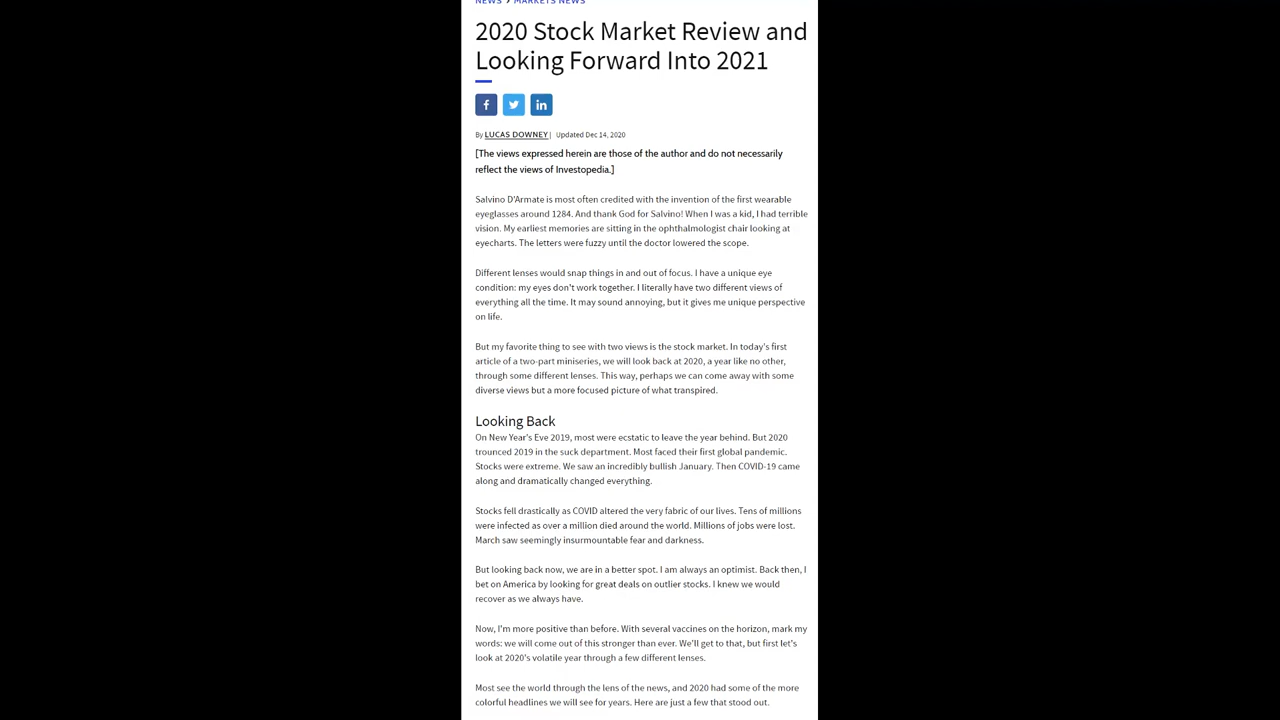 NEWS > MARKETS NEWS
2020 Stock Market Review and
Looking Forward Into 2021
By LUCAS DOWNEY | Updated Dec 14, 2020
[The views expressed herein are those of the author and do not necessarily
reflect the views of Investopedia.]
Salvino D'Armate is most often credited with the invention of the first wearable
eyeglasses around 1284. And thank God for Salvino! When I was a kid, I had terrible
vision. My earliest memories are sitting in the ophthalmologist chair looking at
eyecharts. The letters were fuzzy until the doctor lowered the scope.
Different lenses would snap things in and out of focus. I have a unique eye
condition: my eyes don't work together. I literally have two different views of
everything all the time. It may sound annoying, but it gives me unique perspective
on life.
But my favorite thing to see with two views is the stock market. In today's first
article of a two-part miniseries, we will look back at 2020, a year like no other,
through some different lenses. This way, perhaps we can come away with some
diverse views but a more focused picture of what transpired.
Looking Back
On New Year's Eve 2019, most were ecstatic to leave the year behind. But 2020
trounced 2019 in the suck department. Most faced their first global pandemic.
Stocks were extreme. We saw an incredibly bullish January. Then COVID-19 came
along and dramatically changed everything.
Stocks fell drastically as COVID altered the very fabric of our lives. Tens of millions
were infected as over a million died around the world. Millions of jobs were lost.
March saw seemingly insurmountable fear and darkness.
But looking back now, we are in a better spot. I am always an optimist. Back then, I
bet on America by looking for great deals on outlier stocks. I knew we would
recover as we always have.
Now, I'm more positive than before. With several vaccines on the horizon, mark my
words: we will come out of this stronger than ever. We'll get to that, but first let's
look at 2020's volatile year through a few different lenses.
Most see the world through the lens of the news, and 2020 had some of the more
colorful headlines we will see for years. Here are just a few that stood out.